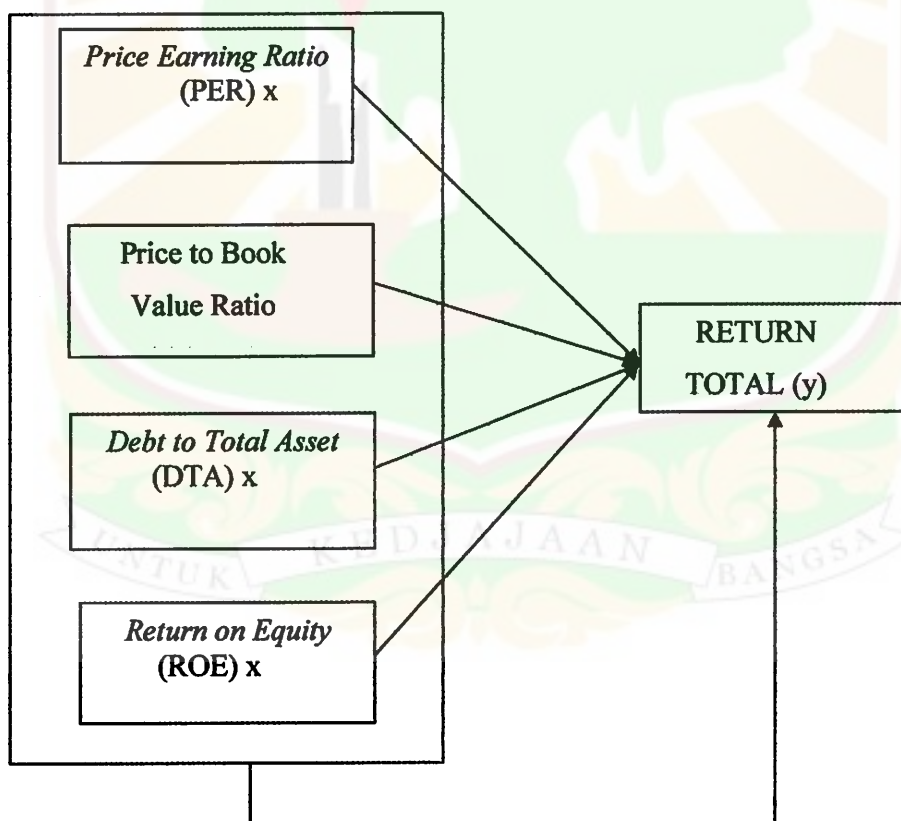 Price Earning Ratio
(PER) x
Price to Book
Value Ratio
RETURN
TOTAL (y)
Debt to Total Asset
(DTA) x
UNTUK KEDJAJAAN BANGSA
Return on Equity
(ROE) x